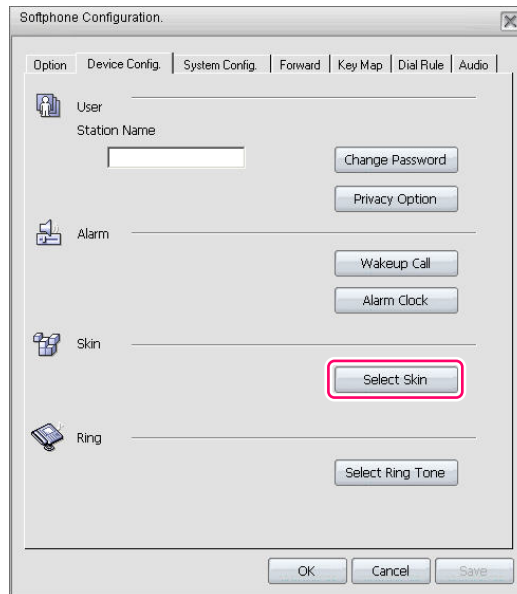 Softphone Configuration.
Option Device Config. System Config. Forward Key Map Dial Rule Audio
User
Station Name
Change Password
Privacy Option
Alarm
Wakeup Call
Alarm Clock
Skin
Select Skin
Ring
Select Ring Tone
OK Cancel Save